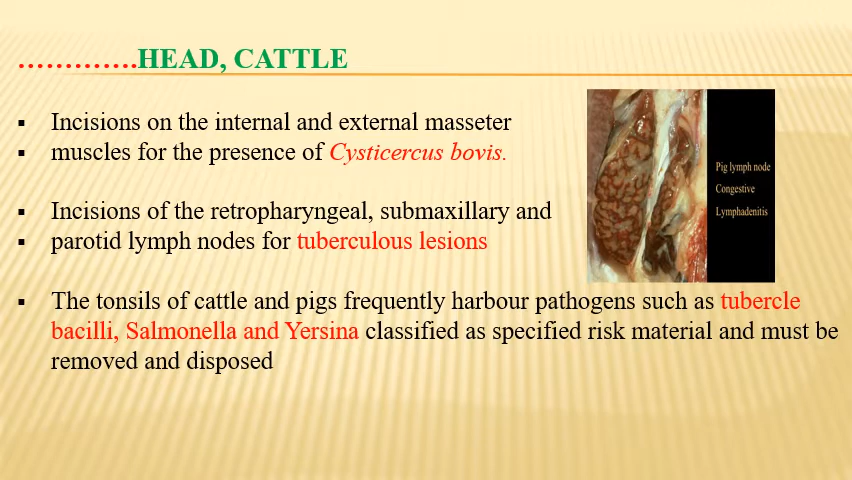 ………….HEAD, CATTLE
▪ Incisions on the internal and external masseter
▪ muscles for the presence of Cysticercus bovis.
▪ Incisions of the retropharyngeal, submaxillary and
▪ parotid lymph nodes for tuberculous lesions
▪ The tonsils of cattle and pigs frequently harbour pathogens such as tubercle
bacilli, Salmonella and Yersina classified as specified risk material and must be
removed and disposed
Pig lymph node
Congestive
Lymphadenitis